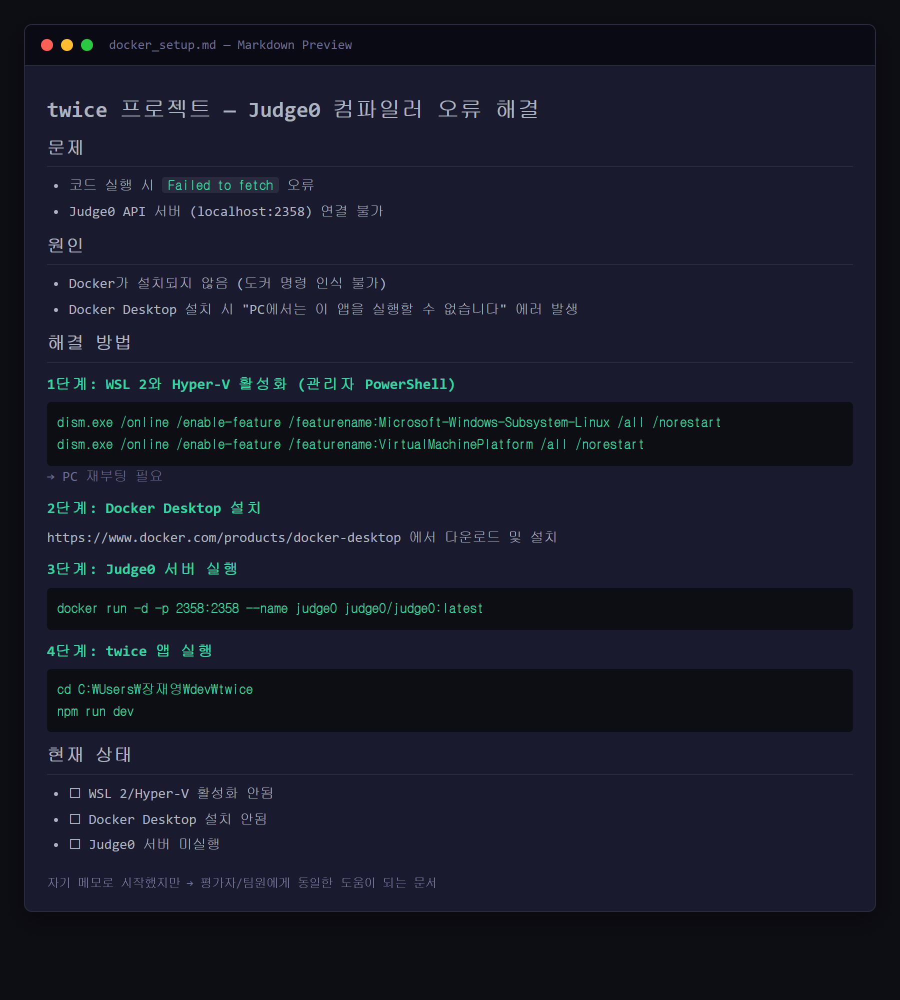 docker_setup.md — Markdown Preview
twice 프로젝트 — Judge0 컴파일러 오류 해결
문제
• 코드 실행 시 Failed to fetch 오류
• Judge0 API 서버 (localhost:2358) 연결 불가
원인
• Docker가 설치되지 않음 (도커 명령 인식 불가)
• Docker Desktop 설치 시 "PC에서는 이 앱을 실행할 수 없습니다" 에러 발생
해결 방법
1단계: WSL 2와 Hyper-V 활성화 (관리자 PowerShell)
dism.exe /online /enable-feature /featurename:Microsoft-Windows-Subsystem-Linux /all /norestart
dism.exe /online /enable-feature /featurename:VirtualMachinePlatform /all /norestart
→ PC 재부팅 필요
2단계: Docker Desktop 설치
https://www.docker.com/products/docker-desktop 에서 다운로드 및 설치
3단계: Judge0 서버 실행
docker run -d -p 2358:2358 --name judge0 judge0/judge0:latest
4단계: twice 앱 실행
cd C:₩Users₩장재영₩dev₩twice
npm run dev
현재 상태
• ☐ WSL 2/Hyper-V 활성화 안됨
• ☐ Docker Desktop 설치 안됨
• ☐ Judge0 서버 미실행
자기 메모로 시작했지만 → 평가자/팀원에게 동일한 도움이 되는 문서